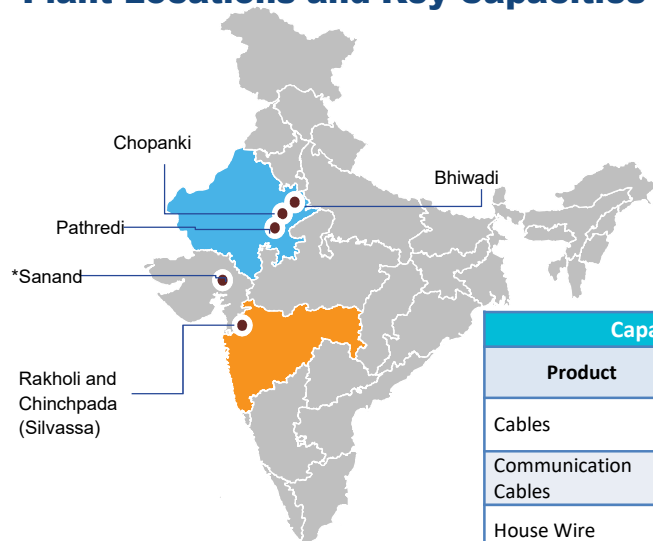 Plant Locations and Key Capacities
Chopanki
Bhiwadi
Pathredi
*Sanand
Rakholi and
Chinchpada
(Silvassa)
Product
Cables
Communication
Cables
House Wire